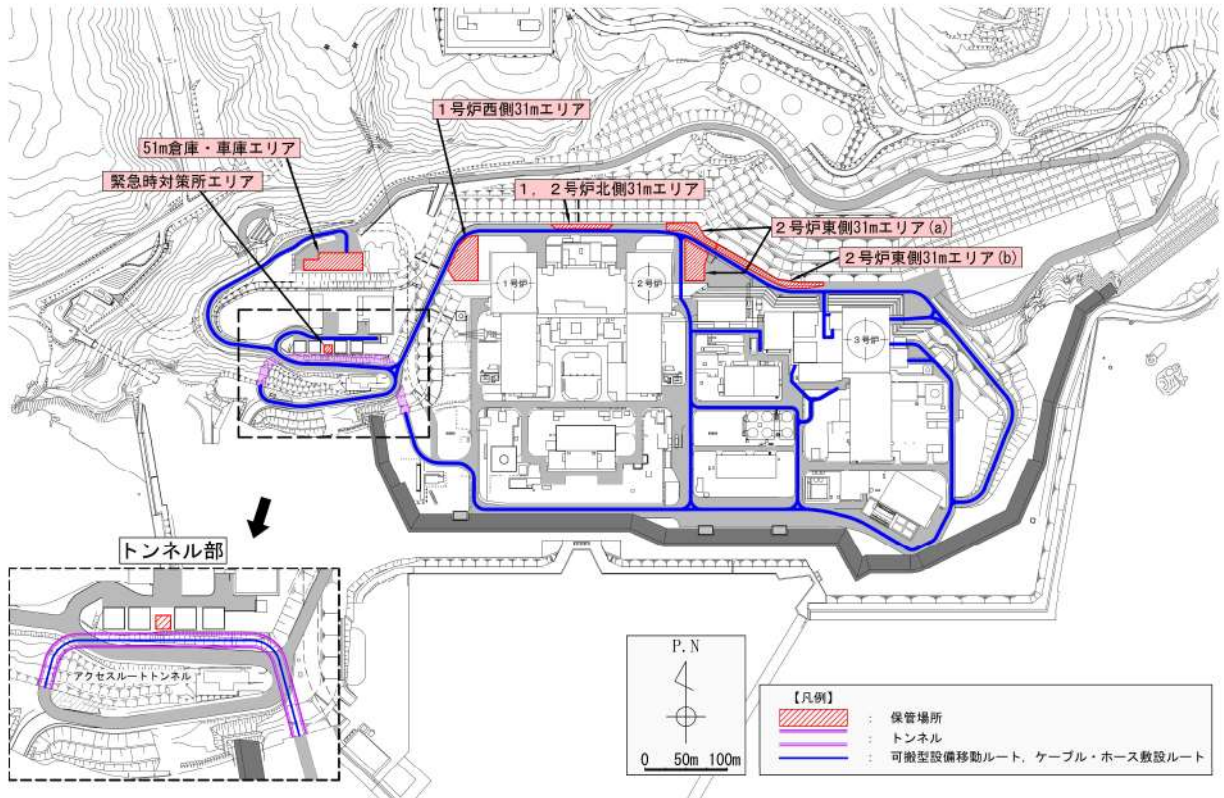 1号炉西側31mエリア
51m倉庫・車庫エリア
緊急時対策所エリア
1,2号炉北側31mエリア
2号炉東側31mエリア(a)
2号炉東側31mエリア(b)
1号炉
2号炉
3号炉
トンネル部
アクセスルートトンネル
P.N
0 50m 100m
【凡例】
: 保管場所
: トンネル
: 可搬型設備移動ルート,ケーブル・ホース敷設ルート